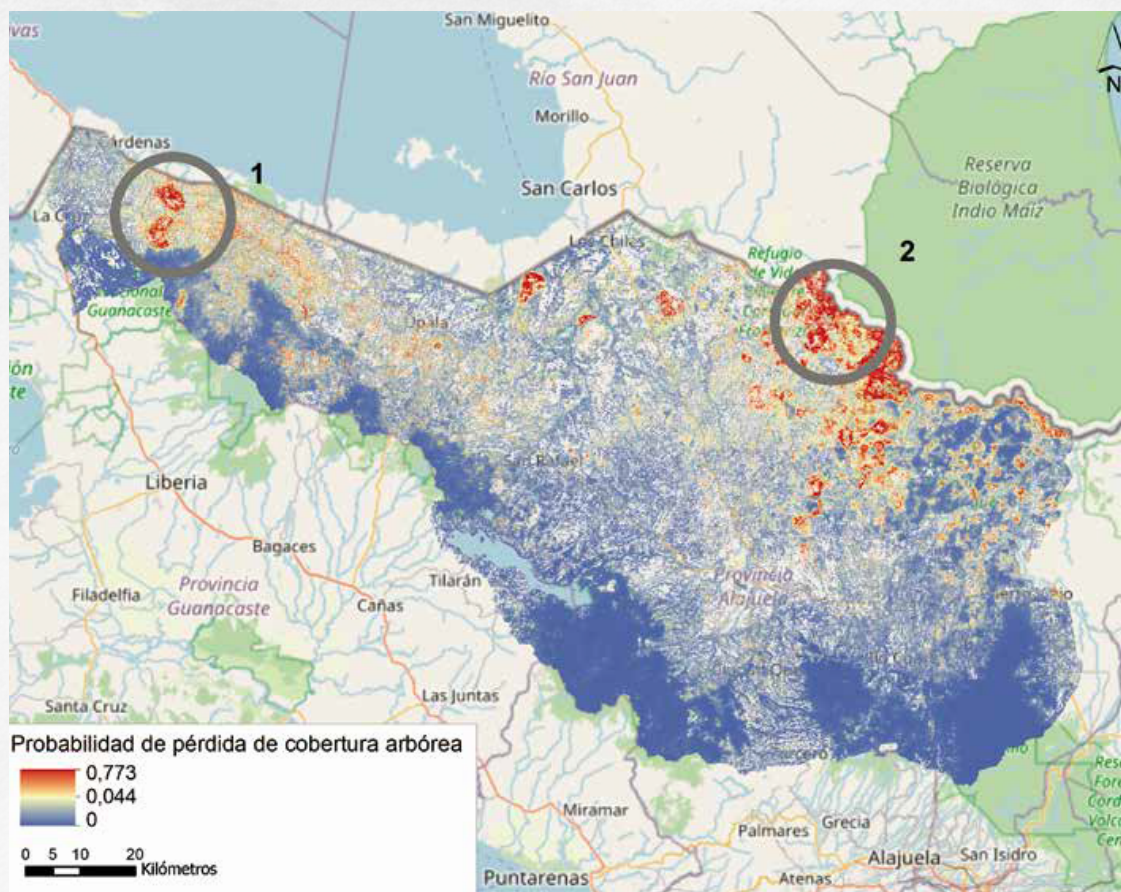 San Miguelito
Río San Juan
Morillo
San Carlos
Reserva
Biológica
Indio Maíz
N
1
2
La Cruz
Los Chiles
Refugio
de Vid
Guanacaste
Upala
San Rafael
Liberia
Bagaces
Provincia
Guanacaste
Filadelfia
Tilarán
Cañas
Provincia
Alajuela
Las Juntas
Santa Cruz
Miramar
Palmares
Grecia
Alajuela
San Isidro
Atenas
Puntarenas
Probabilidad de pérdida de cobertura arbórea
0,773
0,044
0
0 5 10 20
Kilómetros